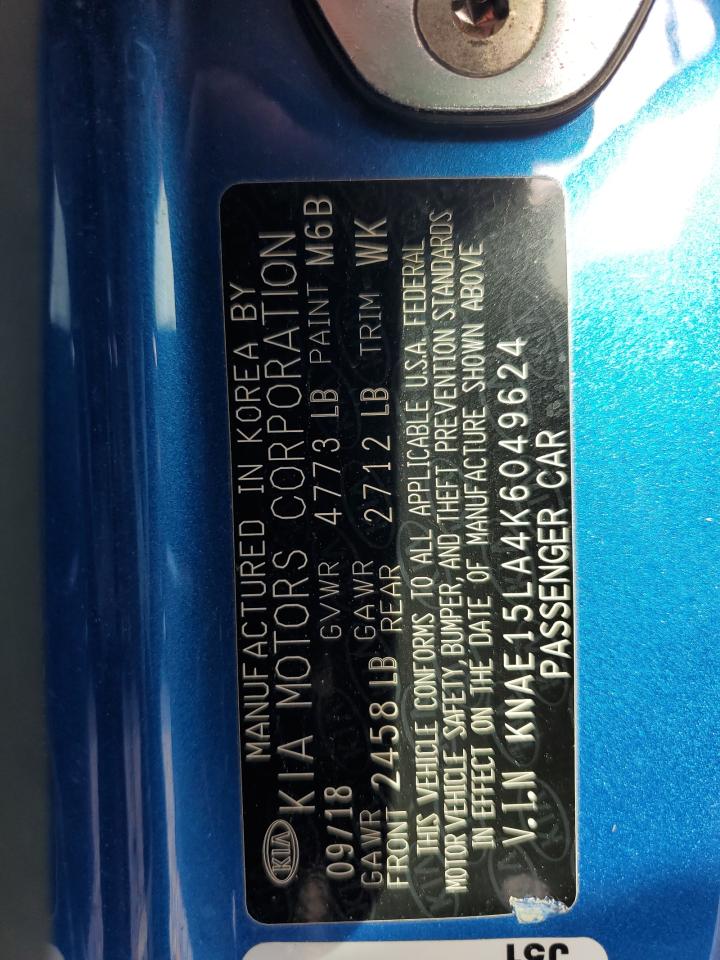 MANUFACTURED IN KOREA BY
KIA KIA MOTORS CORPORATION
09/18 GVWR 4773 LB PAINT M6B
GAWR GAWR
FRONT 2458 LB REAR 2712 LB TRIM WK
THIS VEHICLE CONFORMS TO ALL APPLICABLE U.S.A. FEDERAL
MOTOR VEHICLE SAFETY, BUMPER, AND THEFT PREVENTION STANDARDS
IN EFFECT ON THE DATE OF MANUFACTURE SHOWN ABOVE
V.I.N KNAE15LA4K6049624
PASSENGER CAR
J51